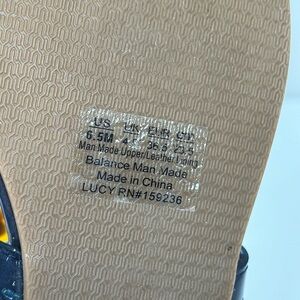 US UK EUR CM
6.5M 4.5 36.5 23.5
Man Made Upper/Leather Lining
Balance Man Made
Made in China
LUCY RN#159236